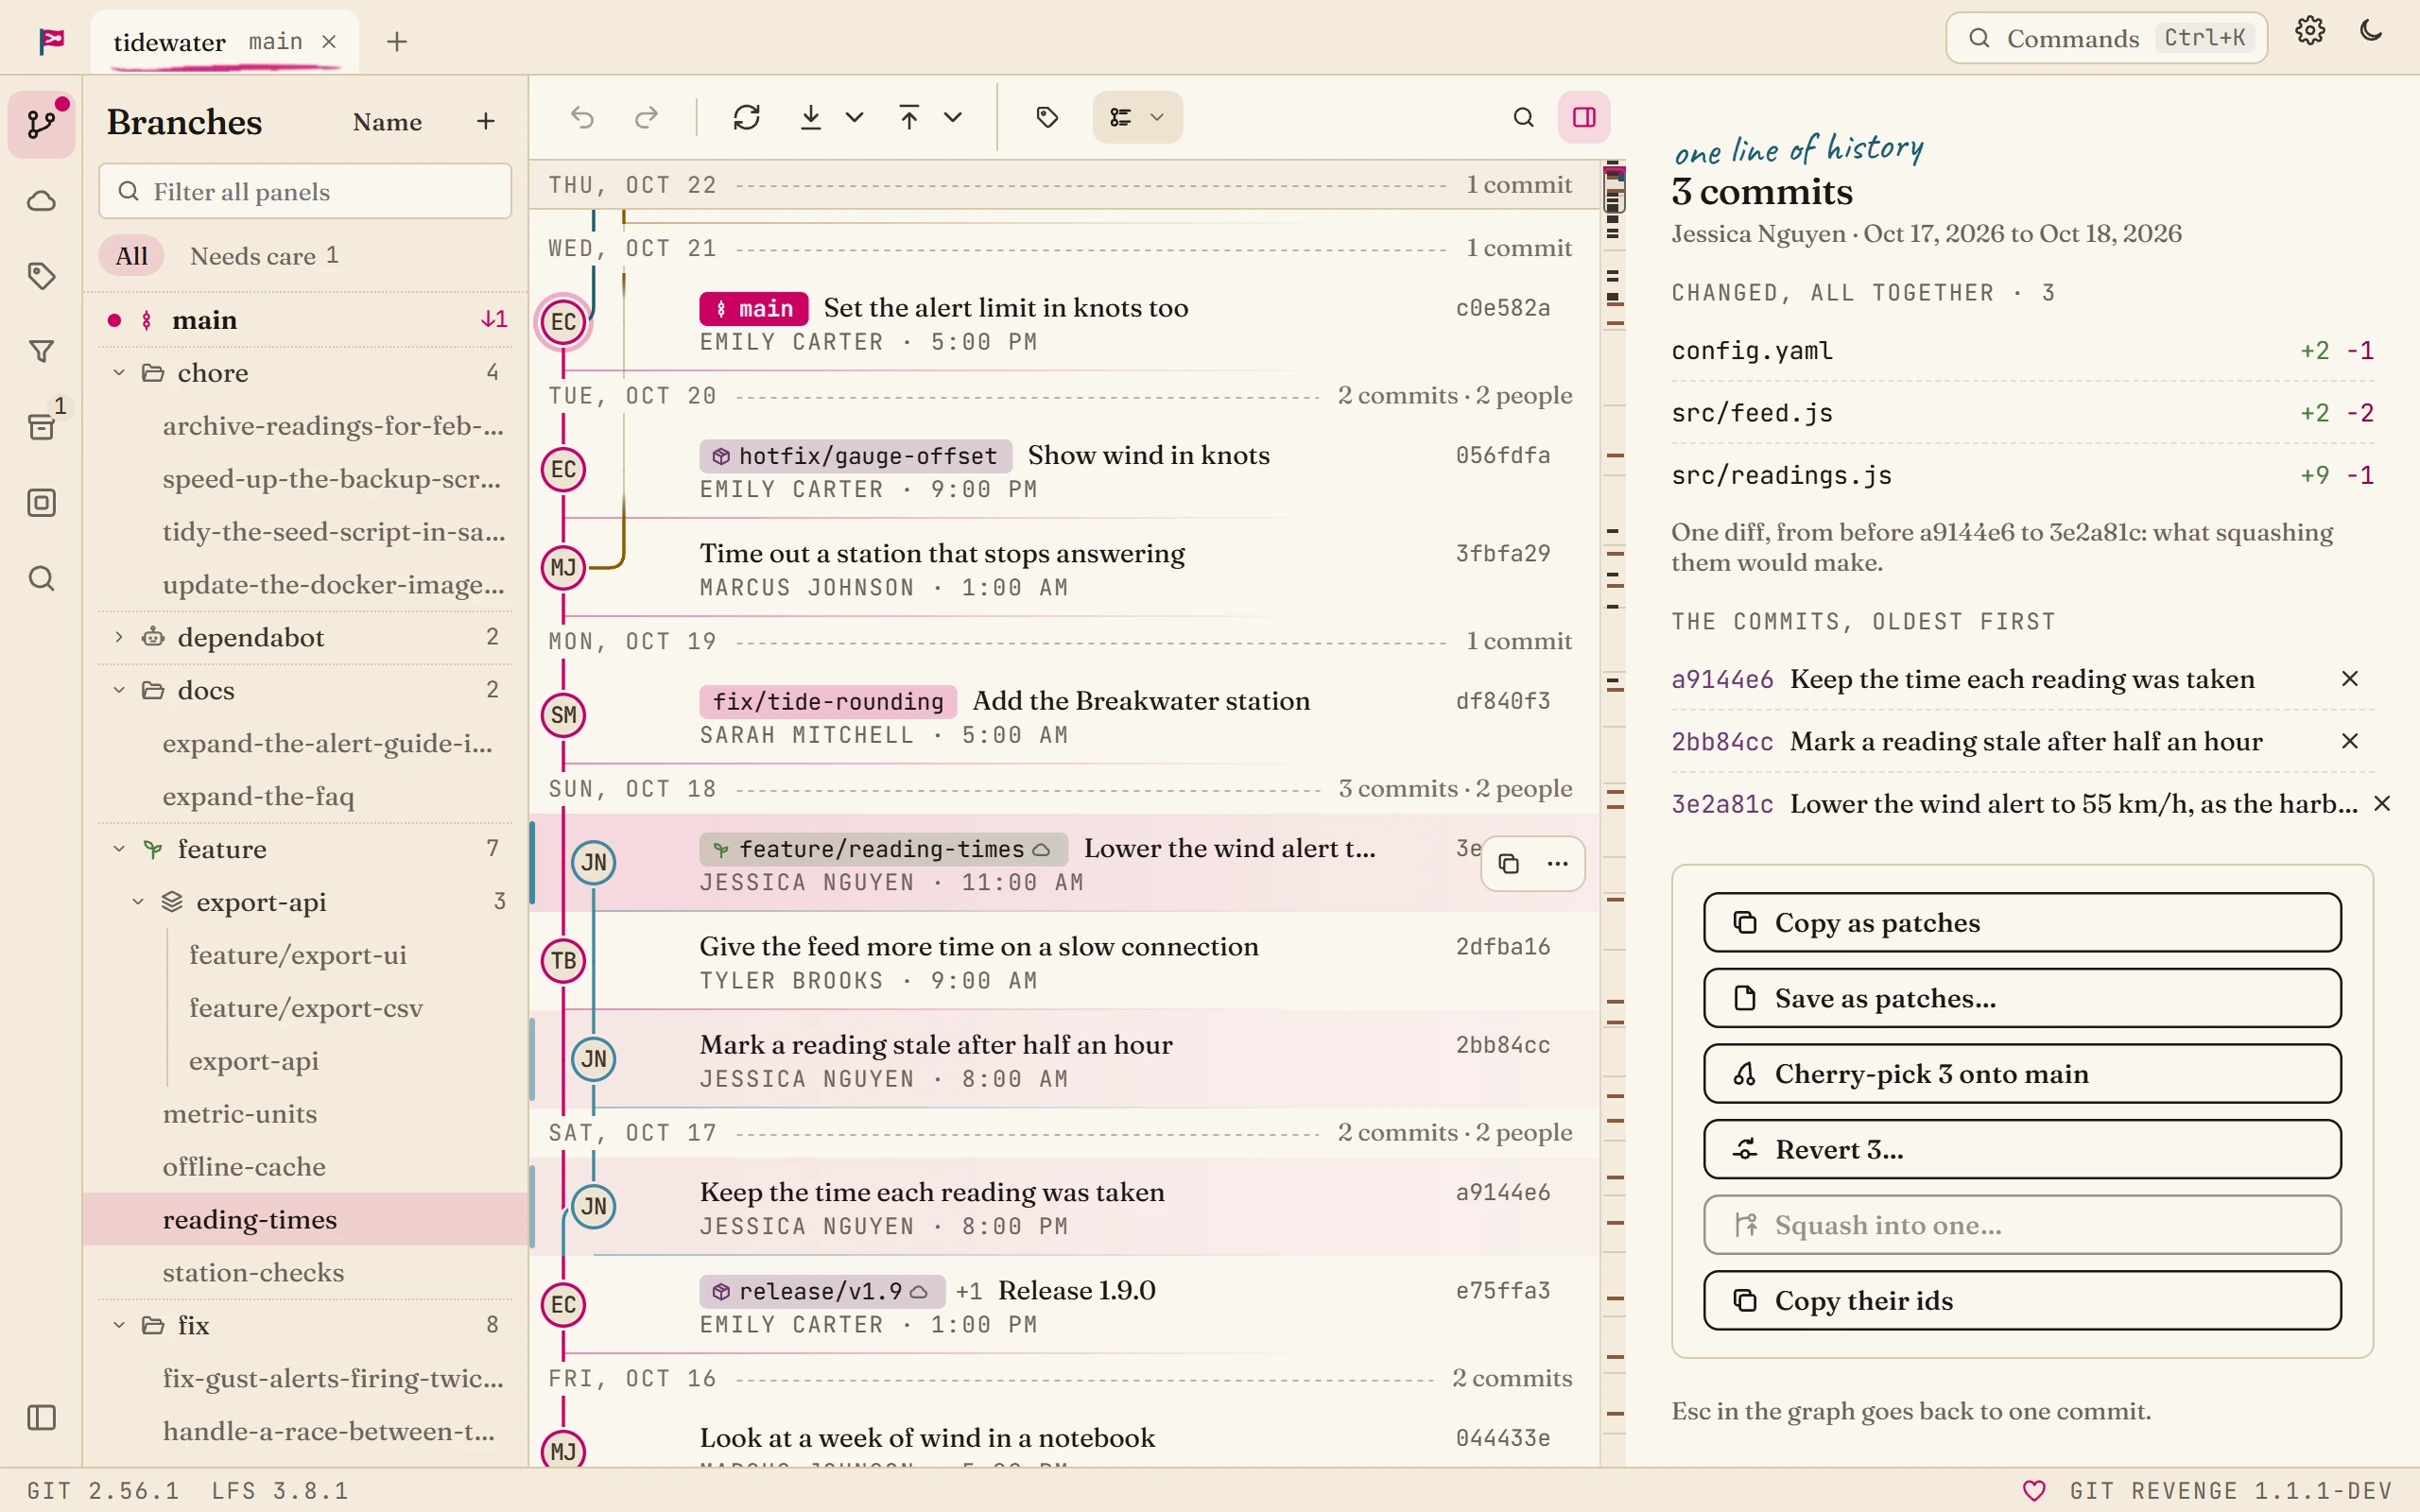 tidewater main
Commands Ctrl+K
Branches Name
Filter all panels
All Needs care 1
main ↓1
chore 4
archive-readings-for-feb-...
speed-up-the-backup-scr...
tidy-the-seed-script-in-sa...
update-the-docker-image...
dependabot 2
docs 2
expand-the-alert-guide-i...
expand-the-faq
feature 7
export-api 3
feature/export-ui
feature/export-csv
export-api
metric-units
offline-cache
reading-times
station-checks
fix 8
fix-gust-alerts-firing-twic...
handle-a-race-between-t...
1
THU, OCT 22 1 commit
WED, OCT 21 1 commit
EC main Set the alert limit in knots too c0e582a
EMILY CARTER · 5:00 PM
TUE, OCT 20 2 commits · 2 people
EC hotfix/gauge-offset Show wind in knots 056fdfa
EMILY CARTER · 9:00 PM
MJ Time out a station that stops answering 3fbfa29
MARCUS JOHNSON · 1:00 AM
MON, OCT 19 1 commit
SM fix/tide-rounding Add the Breakwater station df840f3
SARAH MITCHELL · 5:00 AM
SUN, OCT 18 3 commits · 2 people
JN feature/reading-times Lower the wind alert t... 3e
JESSICA NGUYEN · 11:00 AM
TB Give the feed more time on a slow connection 2dfba16
TYLER BROOKS · 9:00 AM
JN Mark a reading stale after half an hour 2bb84cc
JESSICA NGUYEN · 8:00 AM
SAT, OCT 17 2 commits · 2 people
JN Keep the time each reading was taken a9144e6
JESSICA NGUYEN · 8:00 PM
EC release/v1.9 +1 Release 1.9.0 e75ffa3
EMILY CARTER · 1:00 PM
FRI, OCT 16 2 commits
MJ Look at a week of wind in a notebook 044433e
one line of history
3 commits
Jessica Nguyen · Oct 17, 2026 to Oct 18, 2026
CHANGED, ALL TOGETHER · 3
config.yaml +2 -1
src/feed.js +2 -2
src/readings.js +9 -1
One diff, from before a9144e6 to 3e2a81c: what squashing
them would make.
THE COMMITS, OLDEST FIRST
a9144e6 Keep the time each reading was taken
2bb84cc Mark a reading stale after half an hour
3e2a81c Lower the wind alert to 55 km/h, as the harb...
Copy as patches
Save as patches...
Cherry-pick 3 onto main
Revert 3...
Squash into one...
Copy their ids
Esc in the graph goes back to one commit.
GIT 2.56.1 LFS 3.8.1
GIT REVENGE 1.1.1-DEV